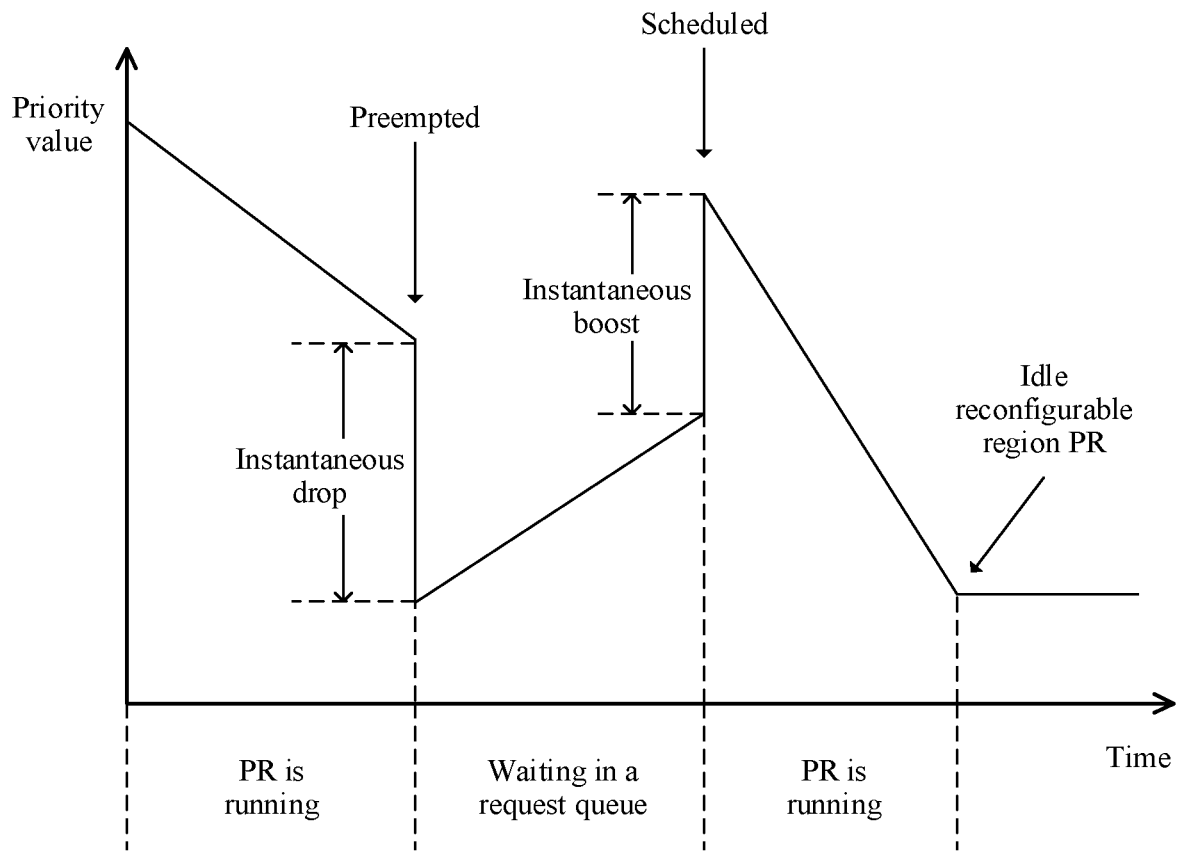 Scheduled
Priority
value
Preempted
Instantaneous
boost
Idle
reconfigurable
region PR
Instantaneous
drop
Time
PR is
running
Waiting in a
request queue
PR is
running